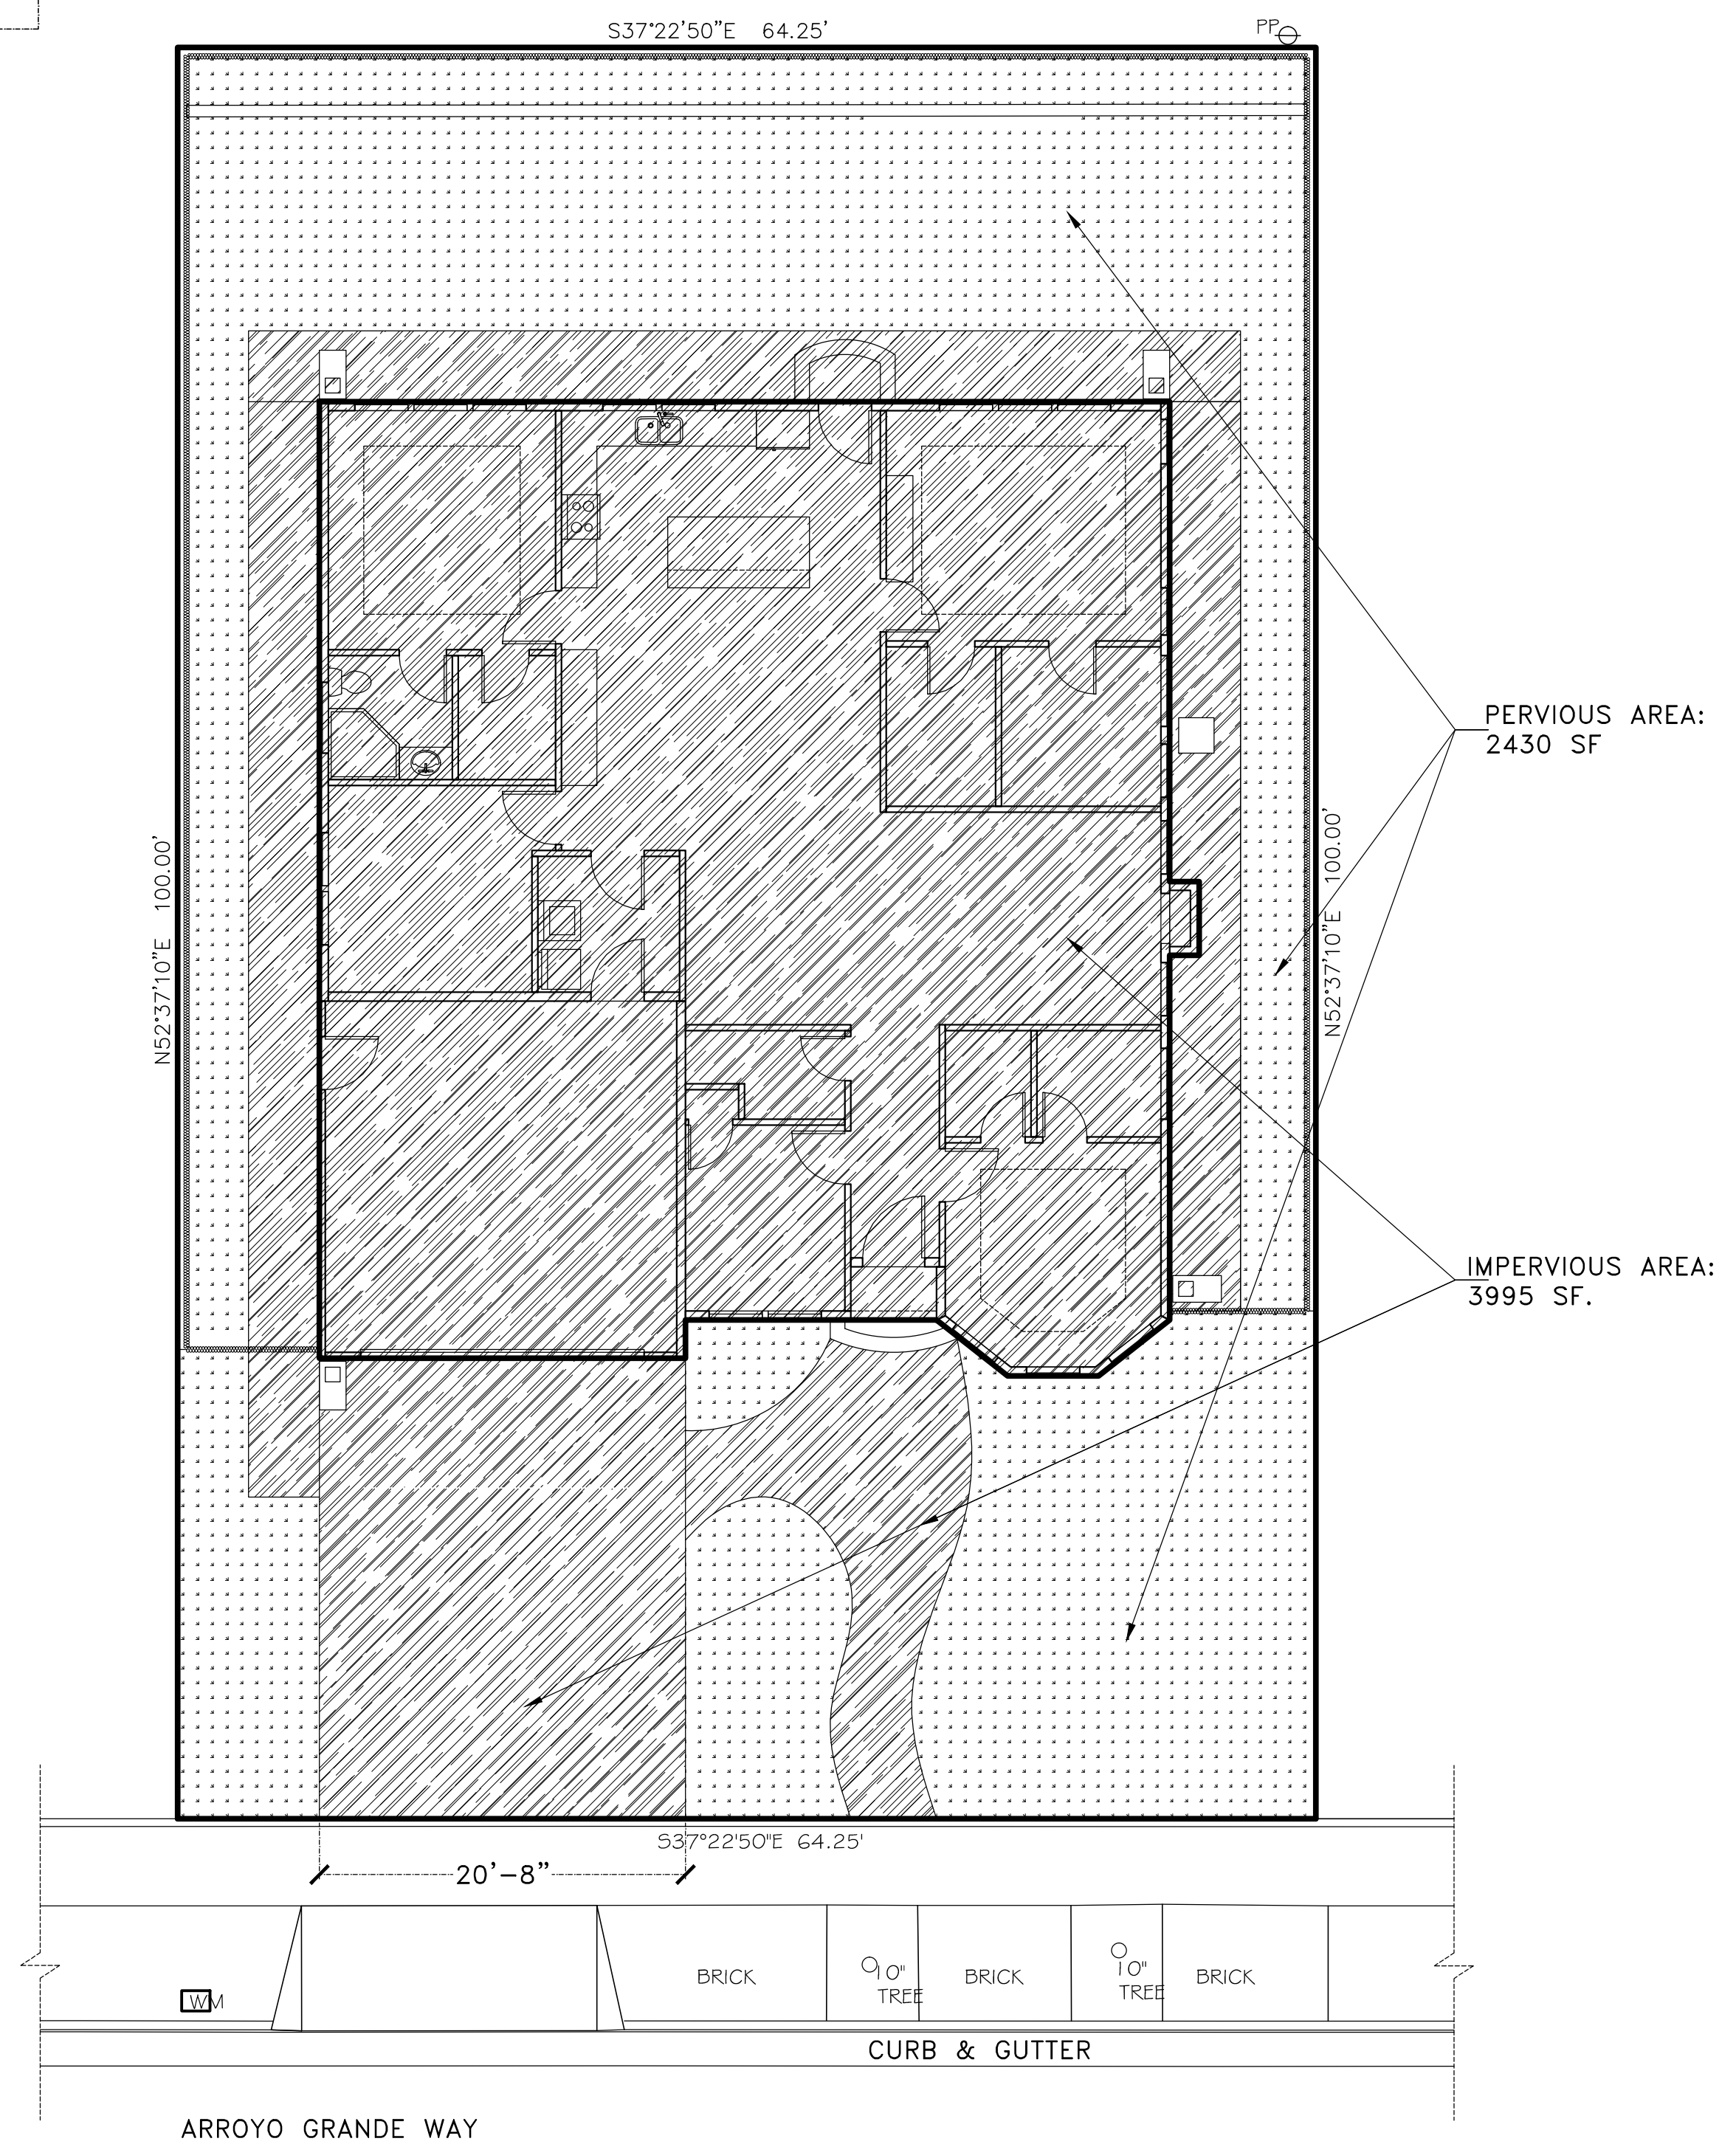 S37°22'50"E 64.25'
PP
PERVIOUS AREA:
2430 SF
N52°37'10"E 100.00'
N52°37'10"E 100.00'
IMPERVIOUS AREA:
3995 SF.
S37°22'50"E 64.25'
20'-8"
BRICK
10"
TREE
BRICK
10"
TREE
BRICK
WM
CURB & GUTTER
ARROYO GRANDE WAY